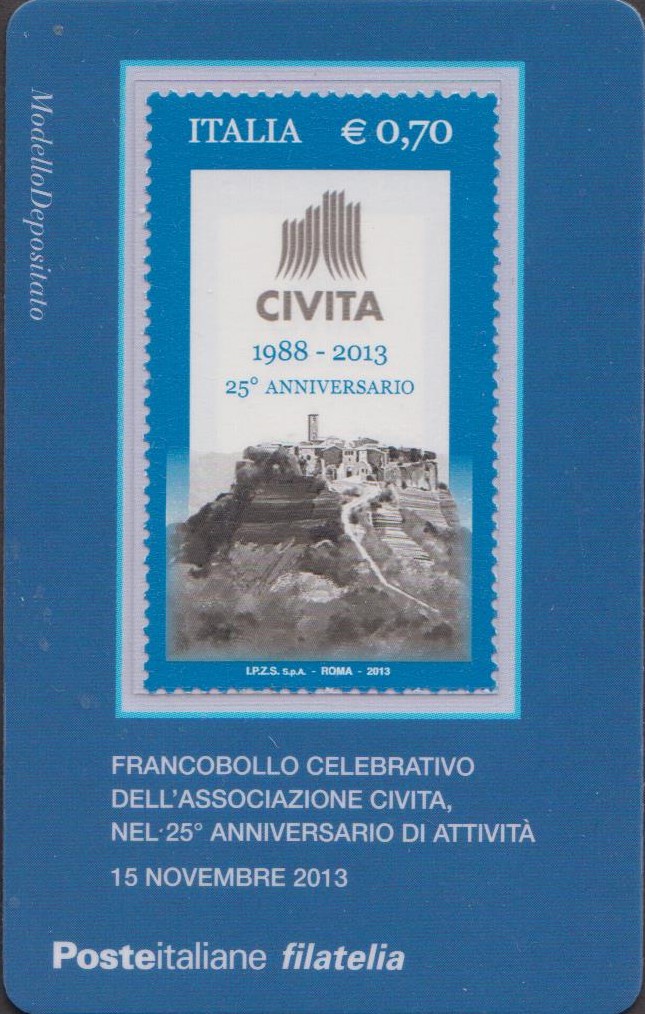 ModelloDepositato
ITALIA € 0,70
CIVITA
1988 - 2013
25° ANNIVERSARIO
I.P.Z.S. S.p.A. - ROMA - 2013
FRANCOBOLLO CELEBRATIVO
DELL'ASSOCIAZIONE CIVITA,
NEL 25° ANNIVERSARIO DI ATTIVITÀ
15 NOVEMBRE 2013
Posteitaliane filatelia